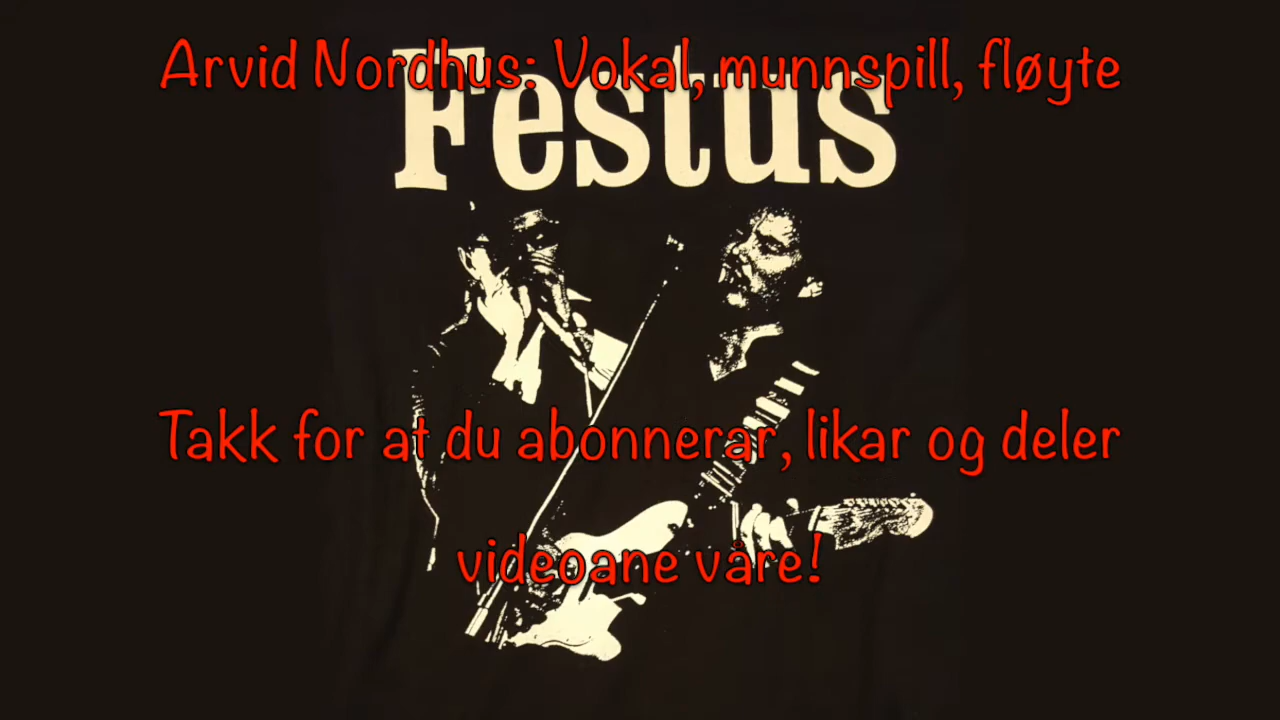 Arvid Nordhus: Vokal, munnspill, fløyte
Festus
Takk for at du abonnerar, likar og deler
videoane våre!